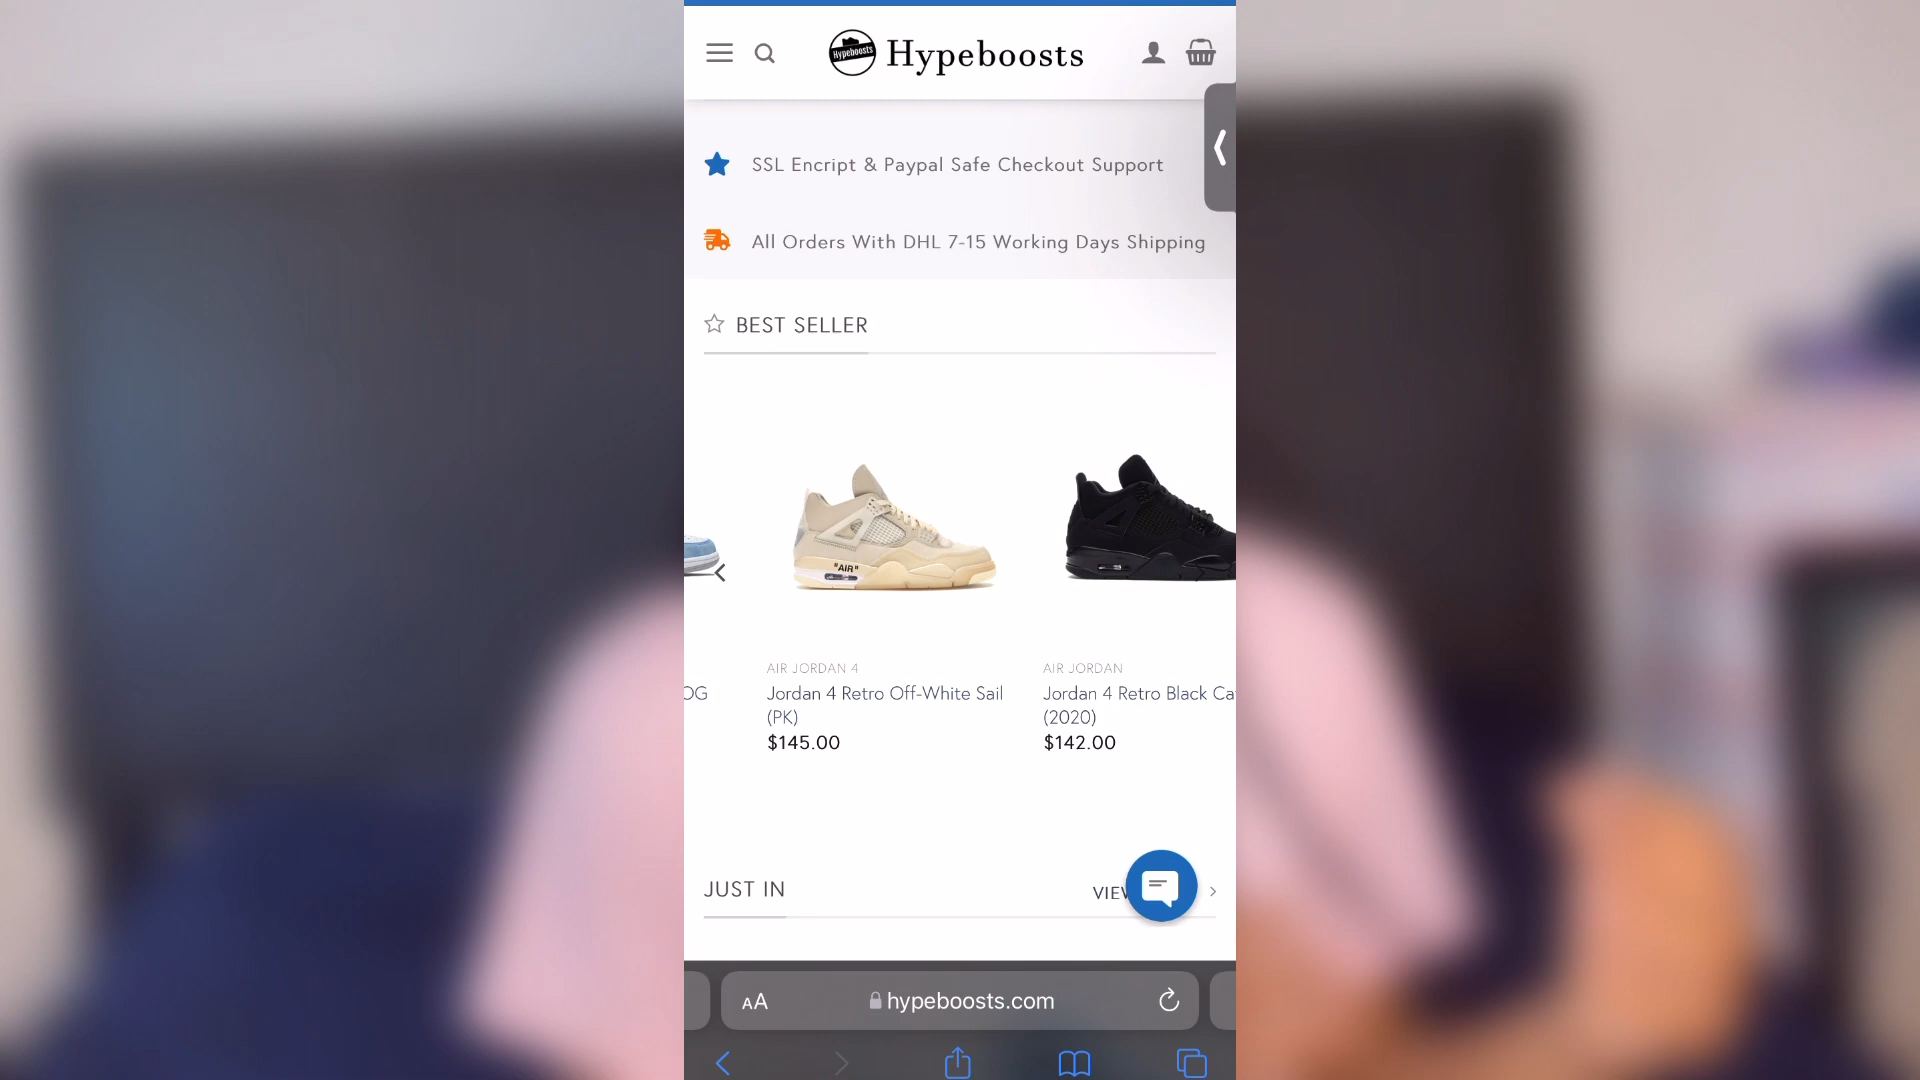 Hypeboosts Hypeboosts
SSL Encript & Paypal Safe Checkout Support
All Orders With DHL 7-15 Working Days Shipping
BEST SELLER
"AIR"
AIR JORDAN 4
Jordan 4 Retro Off-White Sail
(PK)
$145.00
AIR JORDAN
Jordan 4 Retro Black Ca
(2020)
$142.00
OG
JUST IN
VIEW
AA
hypeboosts.com